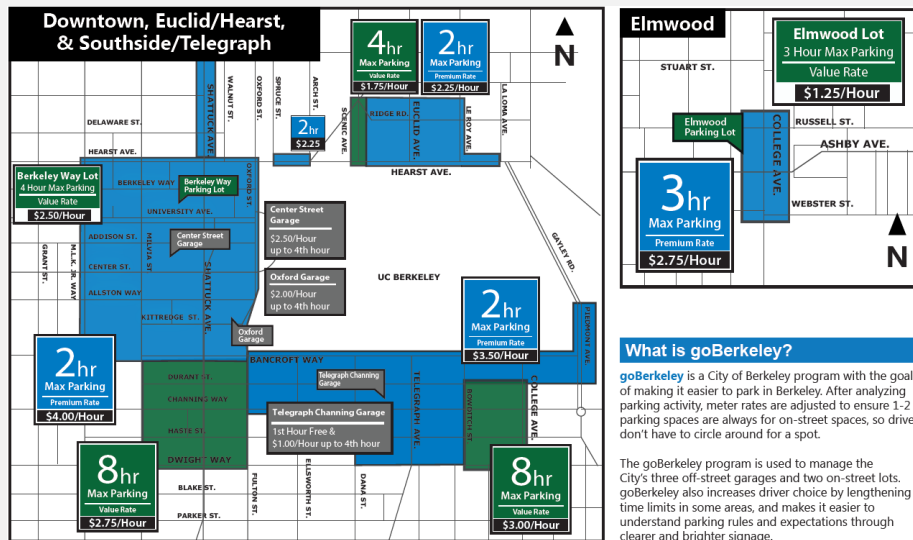 Downtown, Euclid/Hearst,
& Southside/Telegraph
N
4hr
Max Parking
Value Rate
$1.75/Hour
2hr
Max Parking
Premium Rate
$2.25/Hour
SHATTUCK AVE.
WALNUT ST.
OXFORD ST.
SPRUCE ST.
ARCH ST.
SCENIC AVE.
EUCLID AVE.
LE ROY AVE.
LA LOMA AVE.
RIDGE RD.
2hr
$2.25
DELAWARE ST.
HEARST AVE.
HEARST AVE.
Berkeley Way Lot
4 Hour Max Parking
Value Rate
$2.50/Hour
BERKELEY WAY
Berkeley Way
Parking Lot
OXFORD ST.
UNIVERSITY AVE.
ADDISON ST.
MILVIA ST
Center Street
Garage
Center Street
Garage
$2.50/Hour
up to 4th hour
GRANT ST.
M.L.K. JR. WAY
CENTER ST.
SHATTUCK AVE.
ALLSTON WAY
Oxford Garage
$2.00/Hour
up to 4th hour
UC BERKELEY
GAYLEY RD.
KITTREDGE ST.
Oxford
Garage
2hr
Max Parking
Premium Rate
$3.50/Hour
PIEDMONT AVE.
2hr
Max Parking
Premium Rate
$4.00/Hour
BANCROFT WAY
DURANT ST.
Telegraph Channing
Garage
TELEGRAPH AVE.
BOWDITCH ST
COLLEGE AVE.
CHANNING WAY
Telegraph Channing Garage
1st Hour Free &
$1.00/Hour up to 4th hour
HASTE ST.
DWIGHT WAY
8hr
Max Parking
Value Rate
$2.75/Hour
BLAKE ST.
PARKER ST.
FULTON ST.
ELLSWORTH ST.
DANA ST.
8hr
Max Parking
Value Rate
$3.00/Hour
Elmwood
Elmwood Lot
3 Hour Max Parking
Value Rate
$1.25/Hour
STUART ST.
Elmwood
Parking Lot
COLLEGE AVE.
RUSSELL ST.
ASHBY AVE.
WEBSTER ST.
3hr
Max Parking
Premium Rate
$2.75/Hour
N
What is goBerkeley?
goBerkeley is a City of Berkeley program with the goal
of making it easier to park in Berkeley. After analyzing
parking activity, meter rates are adjusted to ensure 1-2
parking spaces are always for on-street spaces, so drive
don't have to circle around for a spot.
The goBerkeley program is used to manage the
City's three off-street garages and two on-street lots.
goBerkeley also increases driver choice by lengthening
time limits in some areas, and makes it easier to
understand parking rules and expectations through
clearer and brighter signage.